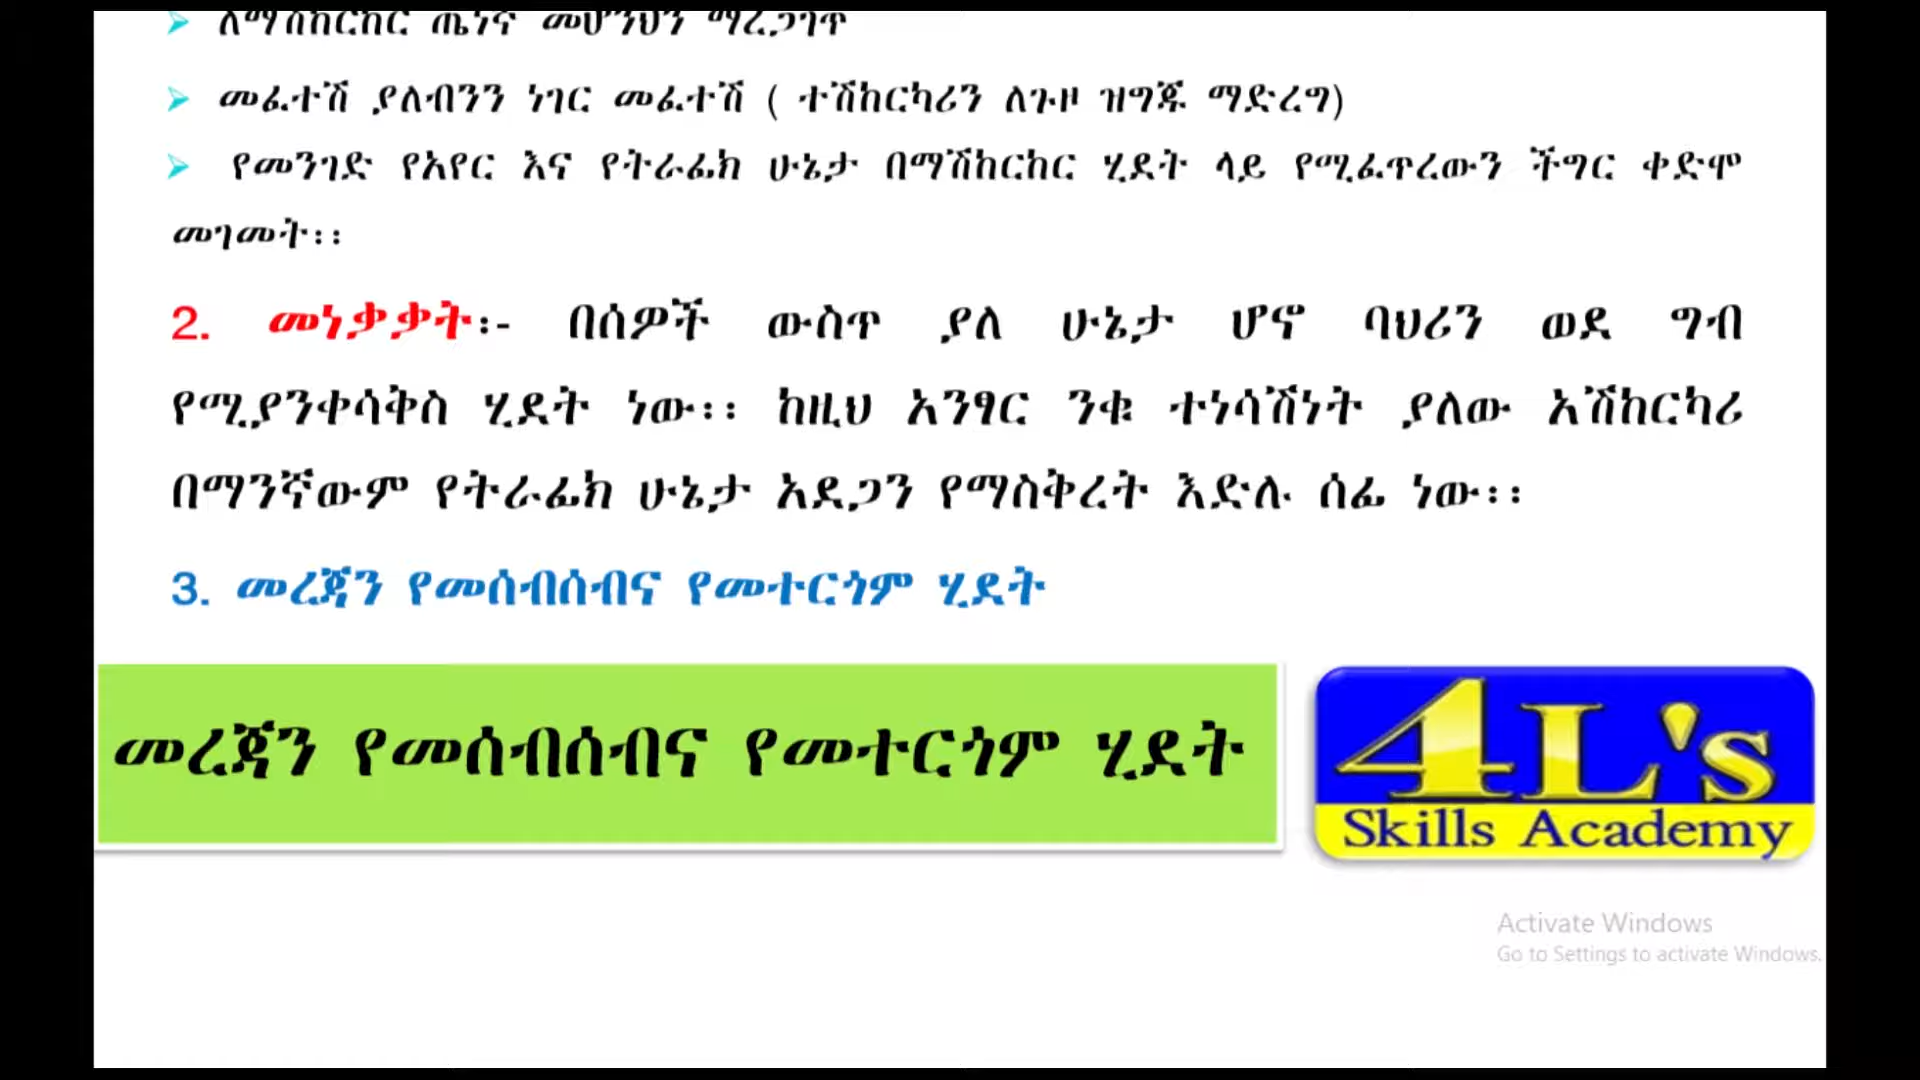 ➢ ለማሽከርከር ጤነኛ መሆንህን ማረጋገጥ
➢ መፈተሽ ያለብንን ነገር መፈተሽ ( ተሽከርካሪን ለጉዞ ዝግጁ ማድረግ)
➢ የመንገድ የአየር እና የትራፊክ ሁኔታ በማሽከርከር ሂደት ላይ የሚፈጥረውን ችግር ቀድሞ
መገመት፡፡
2. መነቃቃት፡- በሰዎች ውስጥ ያለ ሁኔታ ሆኖ ባህሪን ወደ ግብ
የሚያንቀሳቅስ ሂደት ነው፡፡ ከዚህ አንፃር ንቁ ተነሳሽነት ያለው አሽከርካሪ
በማንኛውም የትራፊክ ሁኔታ አደጋን የማስቅረት እድሉ ሰፊ ነው፡፡
3. መረጃን የመሰብሰብና የመተርጎም ሂደት
መረጃን የመሰብሰብና የመተርጎም ሂደት
4L's
Skills Academy
Activate Windows
Go to Settings to activate Windows.